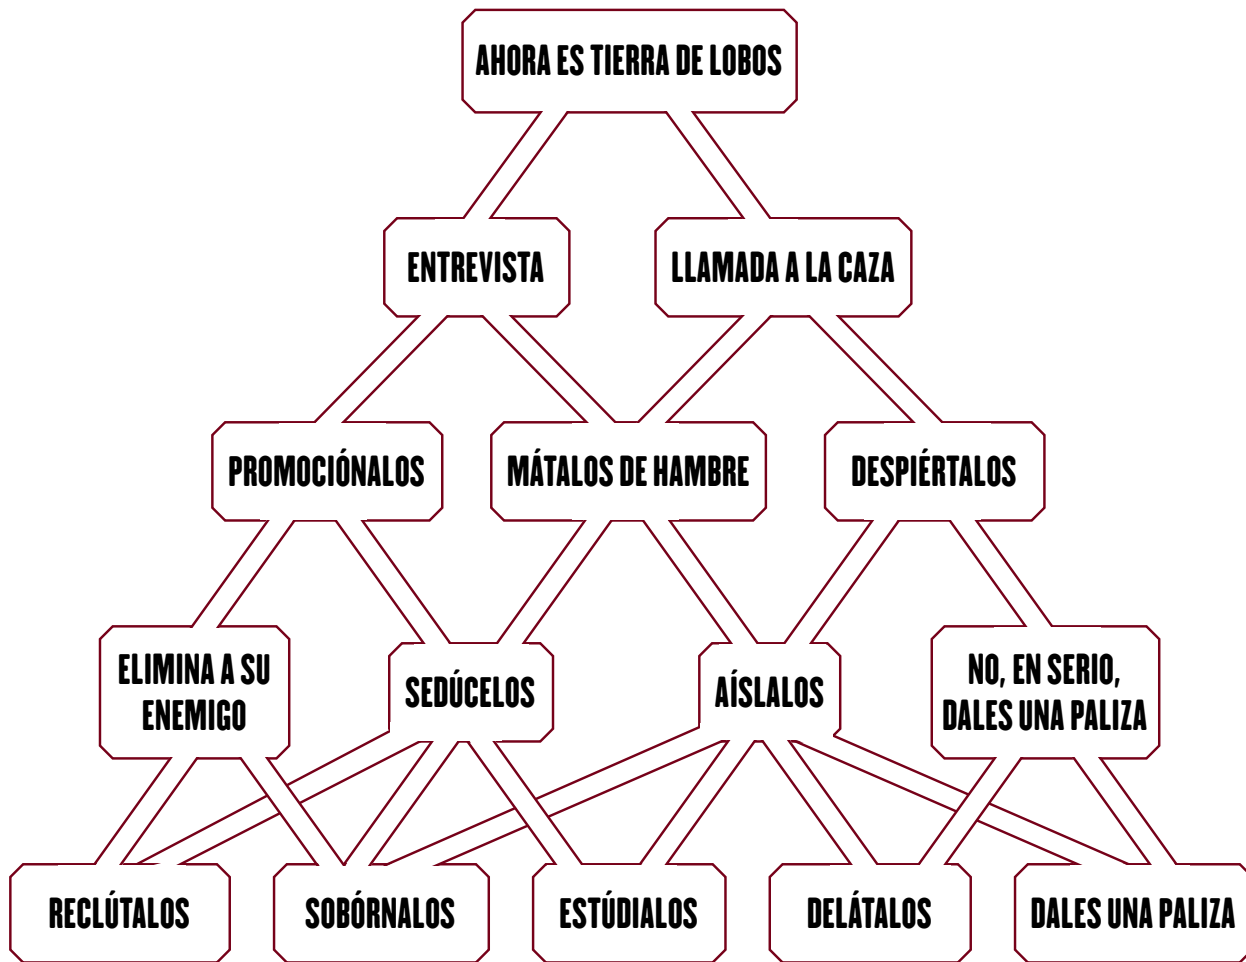 AHORA ES TIERRA DE LOBOS
ENTREVISTA
LLAMADA A LA CAZA
PROMOCIÓNALOS
MÁTALOS DE HAMBRE
DESPIÉRTALOS
ELIMINA A SU
ENEMIGO
SEDÚCELOS
AÍSLALOS
NO, EN SERIO,
DALES UNA PALIZA
RECLÚTALOS
SOBÓRNALOS
ESTÚDIALOS
DELÁTALOS
DALES UNA PALIZA